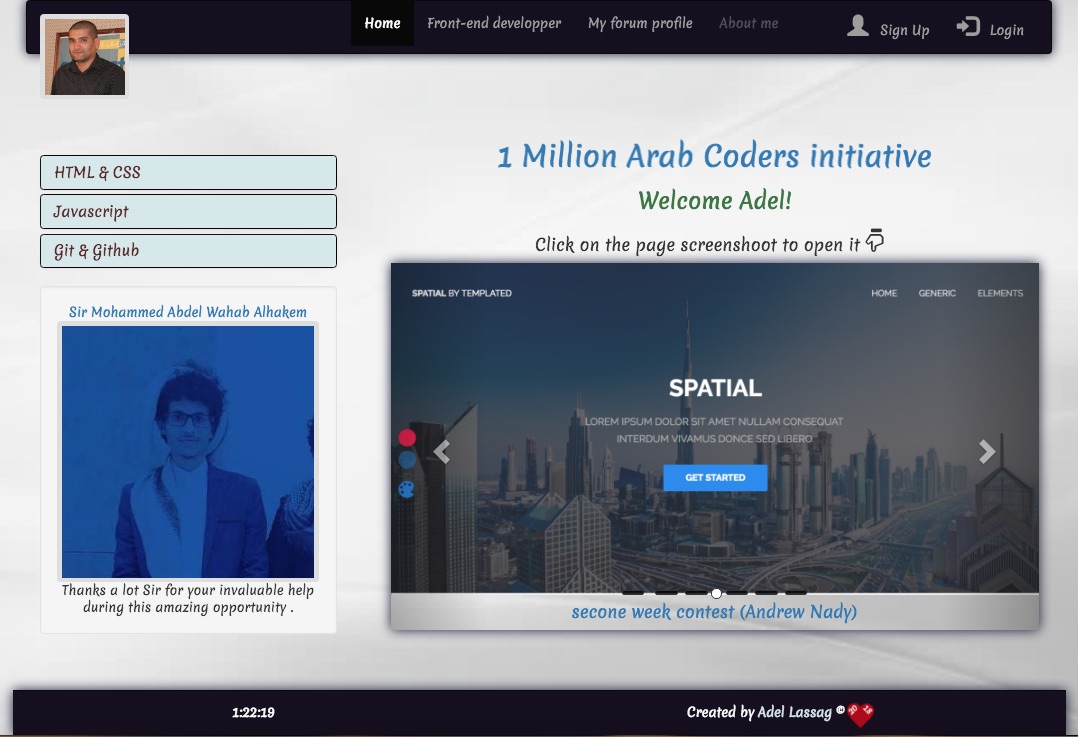 Home
Front-end developper
My forum profile
About me
Sign Up
Login
1 Million Arab Coders initiative
Welcome Adel!
Click on the page screenshoot to open it
HTML & CSS
Javascript
Git & Github
Sir Mohammed Abdel Wahab Alhakem
Thanks a lot Sir for your invaluable help
during this amazing opportunity .
SPATIAL BY TEMPLATED
HOME
GENERIC
ELEMENTS
SPATIAL
LOREM IPSUM DOLOR SIT AMET NULLAM CONSEQUAT
INTERDUM VIVAMUS DONCE SED LIBERO
GET STARTED
secone week contest (Andrew Nady)
1:22:19
Created by Adel Lassag ©